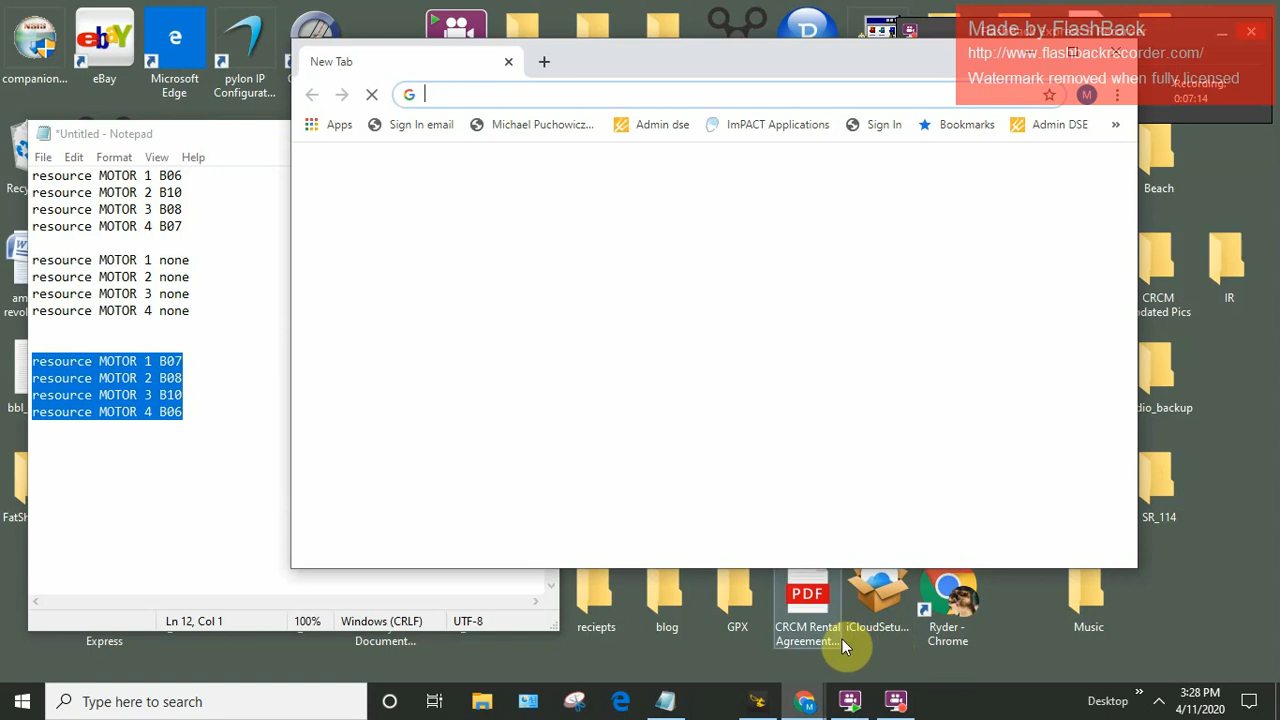 companion...
eBay
Microsoft
Edge
pylon IP
Configurat...
Made by FlashBack
http://www.flashbackrecorder.com/
Watermark removed when fully licensed
Recording:
0:07:14
New Tab
Apps
Sign In email
Michael Puchowicz...
Admin dse
ImPACT Applications
Sign In
Bookmarks
Admin DSE
»
*Untitled - Notepad
File Edit Format View Help
resource MOTOR 1 B06
resource MOTOR 2 B10
resource MOTOR 3 B08
resource MOTOR 4 B07
resource MOTOR 1 none
resource MOTOR 2 none
resource MOTOR 3 none
resource MOTOR 4 none
resource MOTOR 1 B07
resource MOTOR 2 B08
resource MOTOR 3 B10
resource MOTOR 4 B06
Ln 12, Col 1
100%
Windows (CRLF)
UTF-8
Beach
CRCM
IR
SR_114
Express
Document...
reciepts
blog
GPX
PDF
CRCM Rental
Agreement...
iCloudSetu...
Ryder -
Chrome
Music
Type here to search
Desktop
»
3:28 PM
4/11/2020